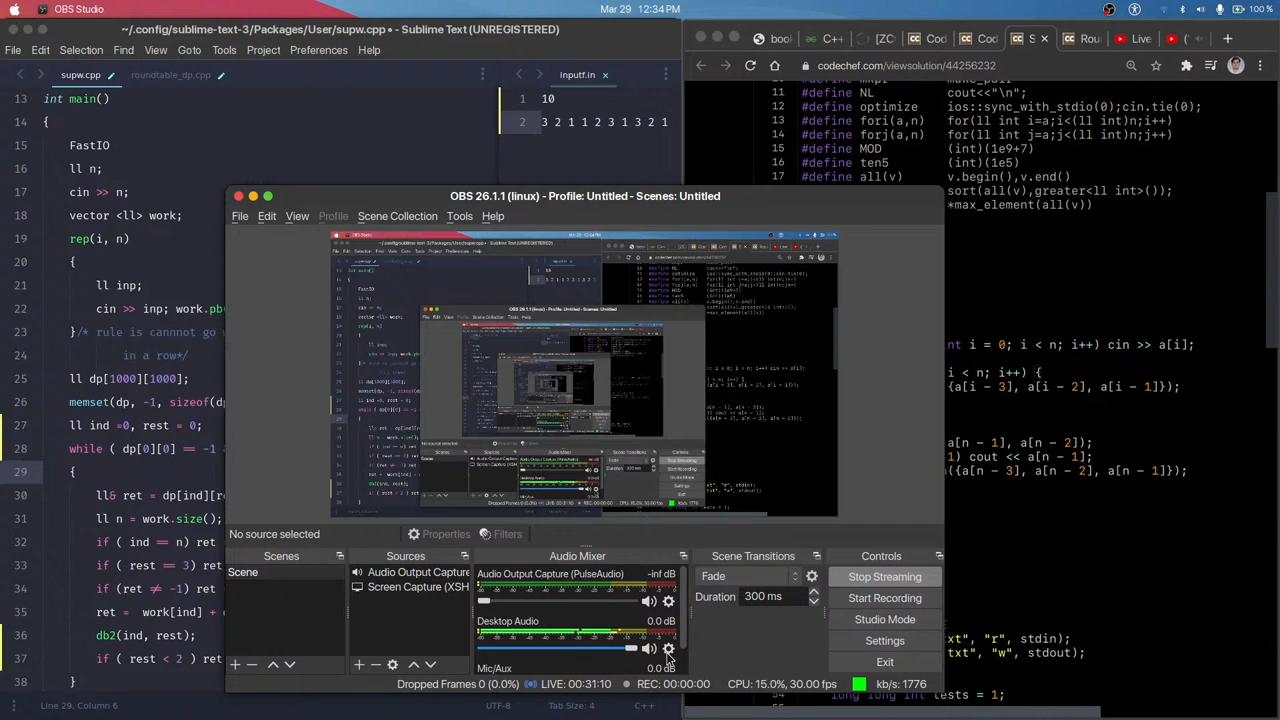 OBS Studio
Mar 29 12:34 PM
100 %
~/.config/sublime-text-3/Packages/User/supw.cpp • - Sublime Text (UNREGISTERED)
File Edit Selection Find View Goto Tools Project Preferences Help
supw.cpp
roundtable_dp.cpp
inputf.in
13 int main()
14 {
15 FastIO
16 ll n;
17 cin >> n;
18 vector <ll> work;
19 rep(i, n)
20 {
21 ll inp;
22 cin >> inp; work.pb
23 }/* rule is cannnot go
24 in a row*/
25 ll dp[1000][1000];
26 memset(dp, -1, sizeof(d
27 ll ind =0, rest = 0;
28 while ( dp[0][0] == -1
29 {
ll& ret = dp[ind][r
ll n = work.size();
32 if ( ind == n) ret
33 if ( rest == 3) ret
34 if (ret ≠ -1) ret
35 ret = work[ind] +
36 db2(ind, rest);
37 if ( rest < 2 ) ret
38 }
Line 29, Column 6
UTF-8
Tab Size: 4
C++
1 10
2 3 2 1 1 2 3 1 3 2 1
book
C++
[ZC
Cod
Cod
S
Rou
Live
codechef.com/viewsolution/44256232
11 #define NL cout<<"\n";
12 #define optimize ios::sync_with_stdio(0);cin.tie(0);
13 #define fori(a,n) for(ll int i=a;i<(ll int)n;i++)
14 #define forj(a,n) for(ll int j=a;j<(ll int)n;j++)
15 #define MOD (int)(1e9+7)
16 #define ten5 (int)(1e5)
17 #define all(v) v.begin(),v.end()
sort(all(v),greater<ll int>());
*max_element(all(v))
nt i = 0; i < n; i++) cin >> a[i];
i < n; i++) {
{a[i - 3], a[i - 2], a[i - 1]});
a[n - 1], a[n - 2]);
1) cout << a[i];
({a[n - 3], a[n - 2], a[n - 1]});
xt", "r", stdin);
txt", "w", stdout);
54 long long int tests = 1;
OBS 26.1.1 (linux) - Profile: Untitled - Scenes: Untitled
File Edit View Profile Scene Collection Tools Help
No source selected
Properties
Filters
Scenes
Scene
Sources
Audio Output Capture
Screen Capture (XSH
Audio Mixer
Audio Output Capture (PulseAudio) -inf dB
Desktop Audio 0.0 dB
Mic/Aux 0.0 dB
Scene Transitions
Fade
Duration 300 ms
Controls
Stop Streaming
Start Recording
Studio Mode
Settings
Exit
Dropped Frames 0 (0.0%) LIVE: 00:31:10 REC: 00:00:00 CPU: 15.0%, 30.00 fps kb/s: 1776